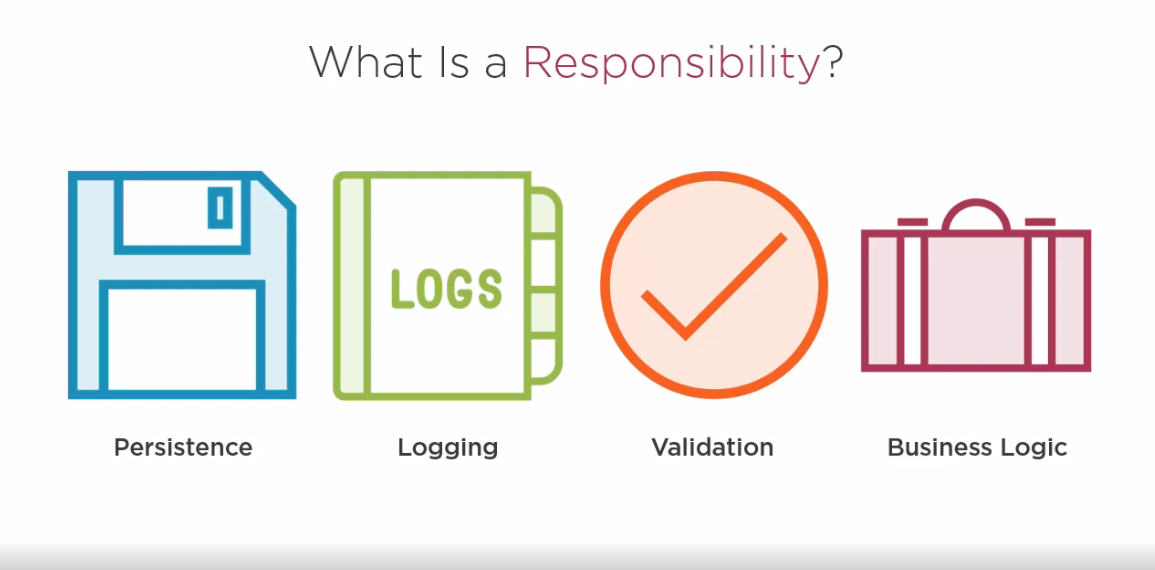 What Is a Responsibility?
LOGS
Persistence
Logging
Validation
Business Logic